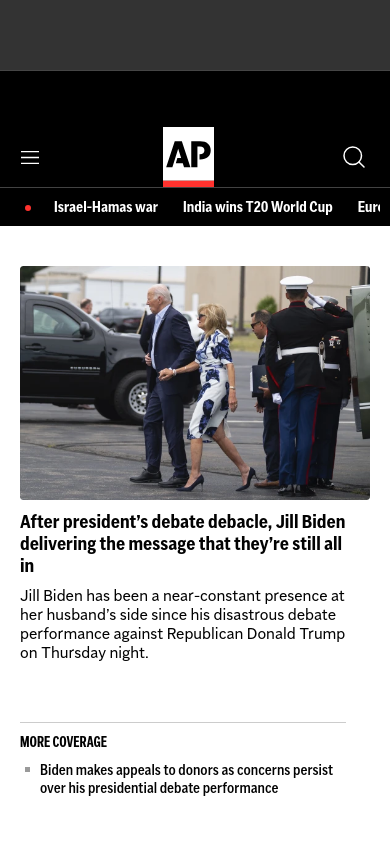 AP
Israel-Hamas war
India wins T20 World Cup
Euro
After president's debate debacle, Jill Biden
delivering the message that they're still all
in
Jill Biden has been a near-constant presence at
her husband's side since his disastrous debate
performance against Republican Donald Trump
on Thursday night.
MORE COVERAGE
Biden makes appeals to donors as concerns persist
over his presidential debate performance